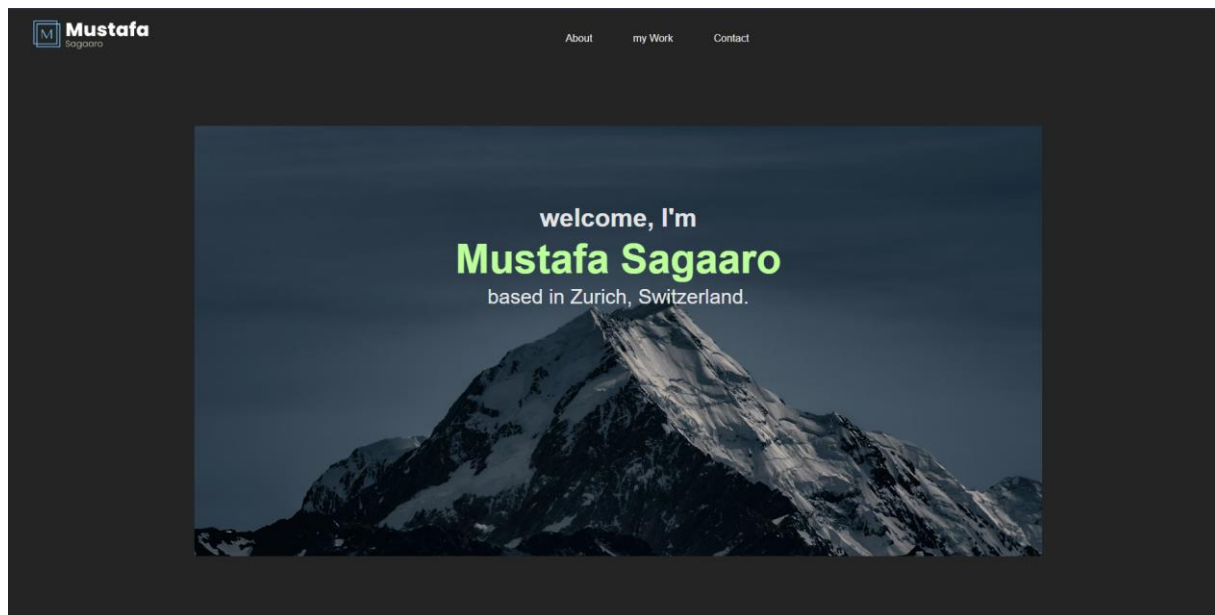 M Mustafa
Sagaaro
About my Work Contact
welcome, I'm
Mustafa Sagaaro
based in Zurich, Switzerland.